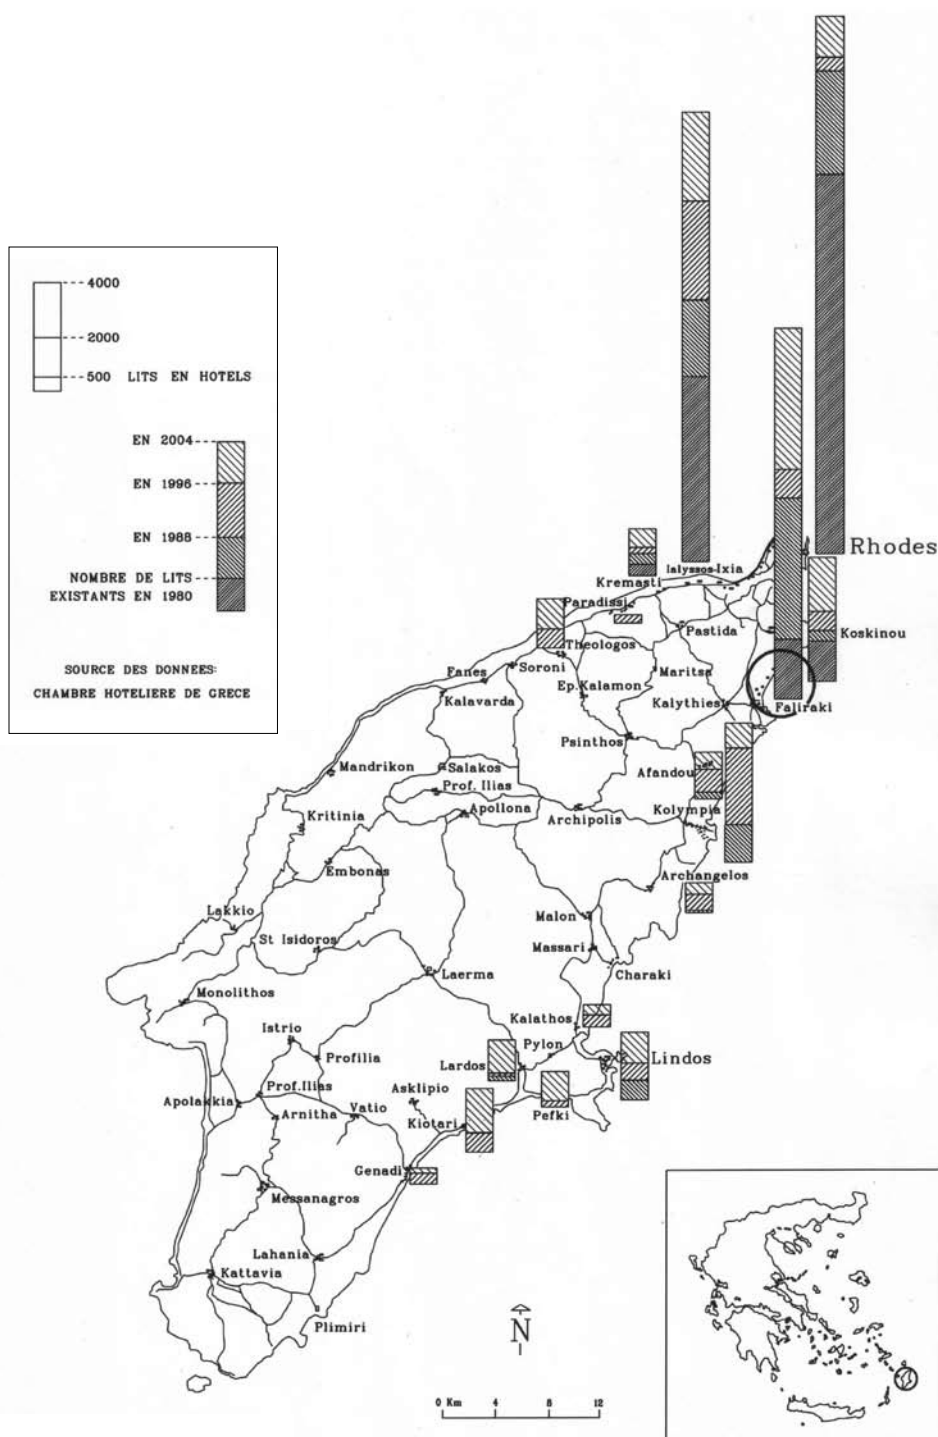 4000
2000
500 LITS EN HOTELS
EN 2004
EN 1996
EN 1988
NOMBRE DE LITS
EXISTANTS EN 1980
SOURCE DES DONNEES:
CHAMBRE HOTELIERE DE GRECE
Rhodes
Ialyssos Ixia
Kremasti
Paradissi
Pastida
Koskinou
Theologos
Soroni
Fanes
Maritsa
Ep.Kalamon
Kalavarda
Kalythies
Faliraki
Psinthos
Mandrikon
Salakos
Afandou
Prof. Ilias
Apollona
Archipolis
Kolympia
Kritinia
Embonas
Archangelos
Lakkio
Malon
St Isidoros
Massari
Laerma
Charaki
Monolithos
Kalathos
Istrio
Pylon
Profilia
Lardos
Lindos
Asklipio
Prof.Ilias
Apolakkia
Arnitha
Vatio
Kiotari
Pefki
Genadi
Messanagros
Lahania
Kattavia
Plimiri
N
0 Km 4 8 12